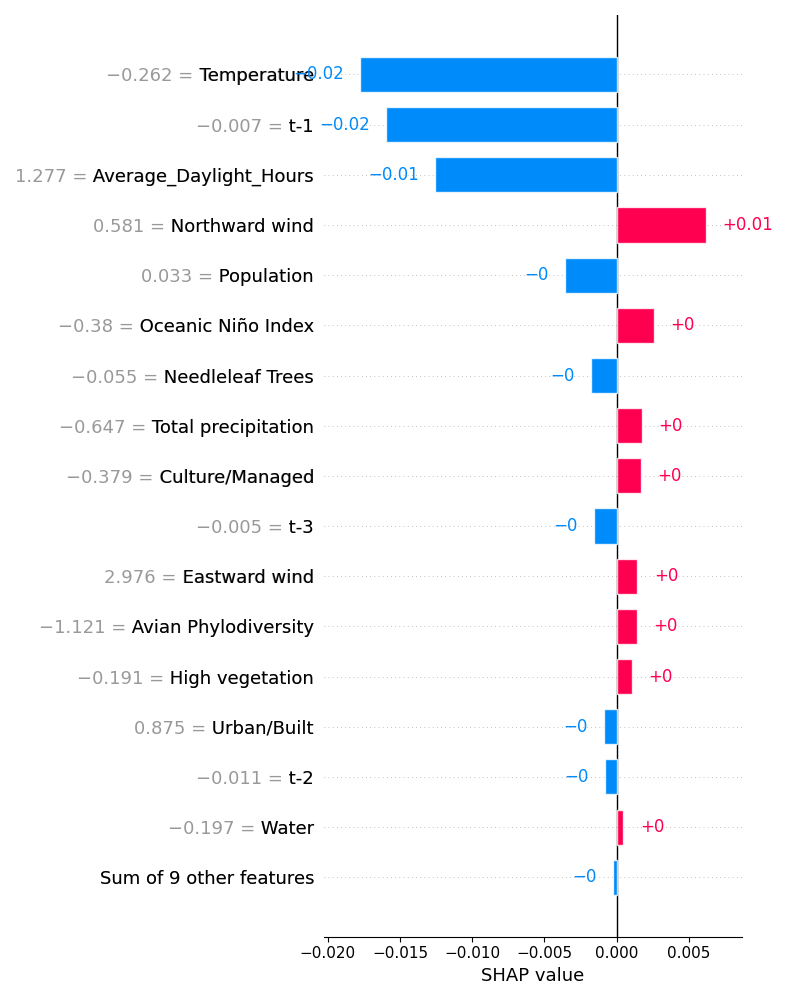 −0.262 = Temperature −0.02
−0.007 = t-1 −0.02
1.277 = Average_Daylight_Hours −0.01
0.581 = Northward wind +0.01
0.033 = Population −0
−0.38 = Oceanic Niño Index +0
−0.055 = Needleleaf Trees −0
−0.647 = Total precipitation +0
−0.379 = Culture/Managed +0
−0.005 = t-3 −0
2.976 = Eastward wind +0
−1.121 = Avian Phylodiversity +0
−0.191 = High vegetation +0
0.875 = Urban/Built −0
−0.011 = t-2 −0
−0.197 = Water +0
Sum of 9 other features −0
−0.020 −0.015 −0.010 −0.005 0.000 0.005
SHAP value